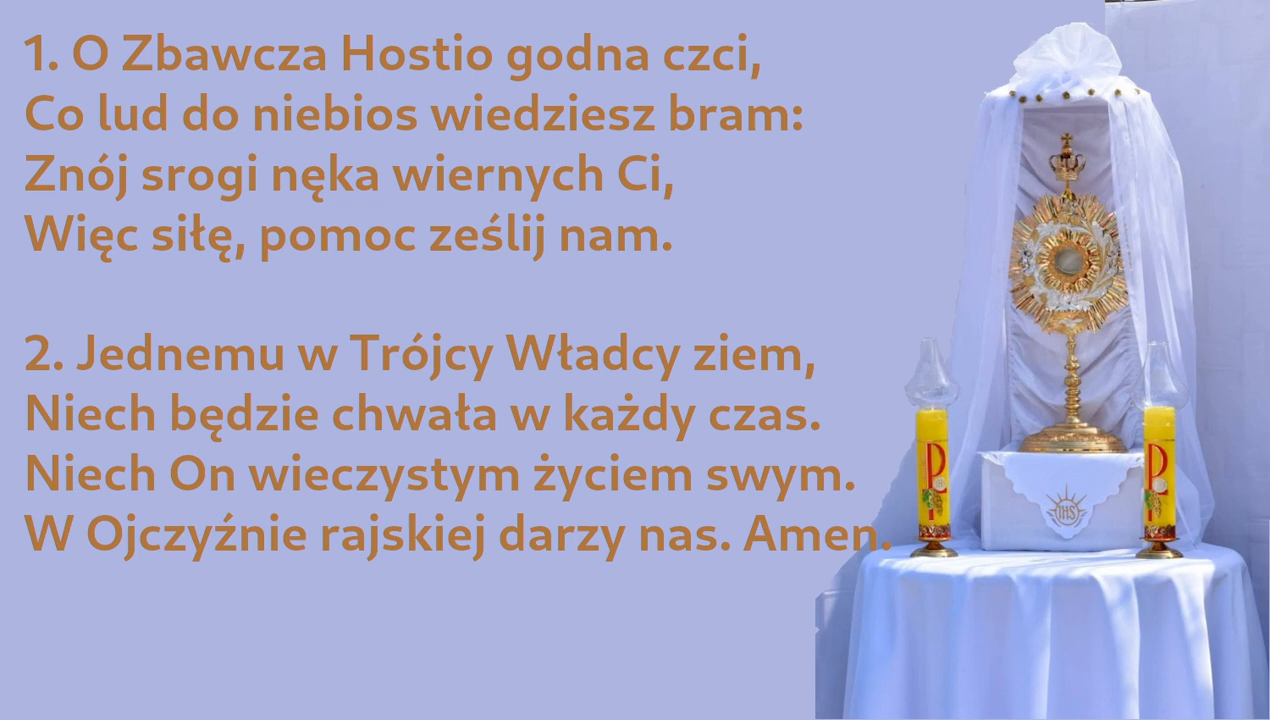 1. O Zbawcza Hostio godna czci,
Co lud do niebios wiedziesz bram:
Znój srogi nęka wiernych Ci,
Więc siłę, pomoc ześlij nam.
2. Jednemu w Trójcy Władcy ziem,
Niech będzie chwała w każdy czas.
Niech On wieczystym życiem swym.
W Ojczyźnie rajskiej darzy nas. Amen.
IHS